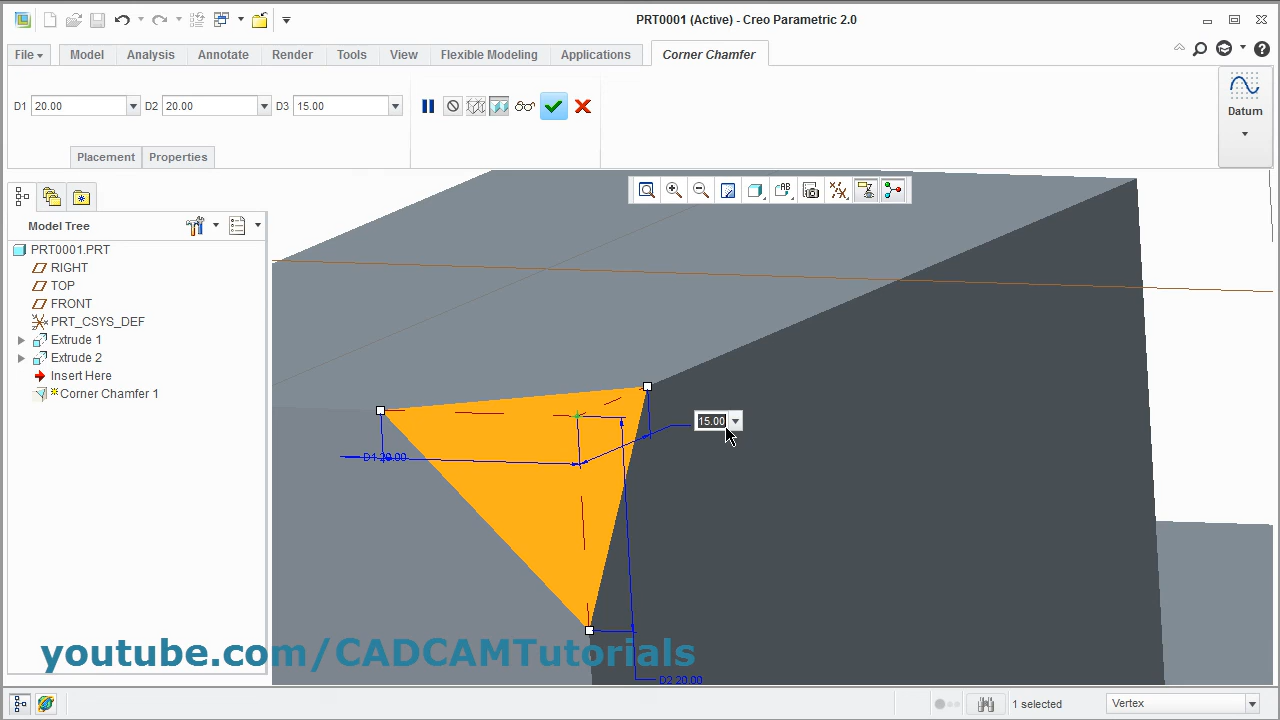 PRT0001 (Active) - Creo Parametric 2.0
File Model Analysis Annotate Render Tools View Flexible Modeling Applications Corner Chamfer
D1 20.00 D2 20.00 D3 15.00
Datum
Placement Properties
Model Tree
PRT0001.PRT
RIGHT
TOP
FRONT
PRT_CSYS_DEF
Extrude 1
Extrude 2
Insert Here
Corner Chamfer 1
15.00
D1 20.00
youtube.com/CADCAMTutorials
D2 20.00
1 selected
Vertex